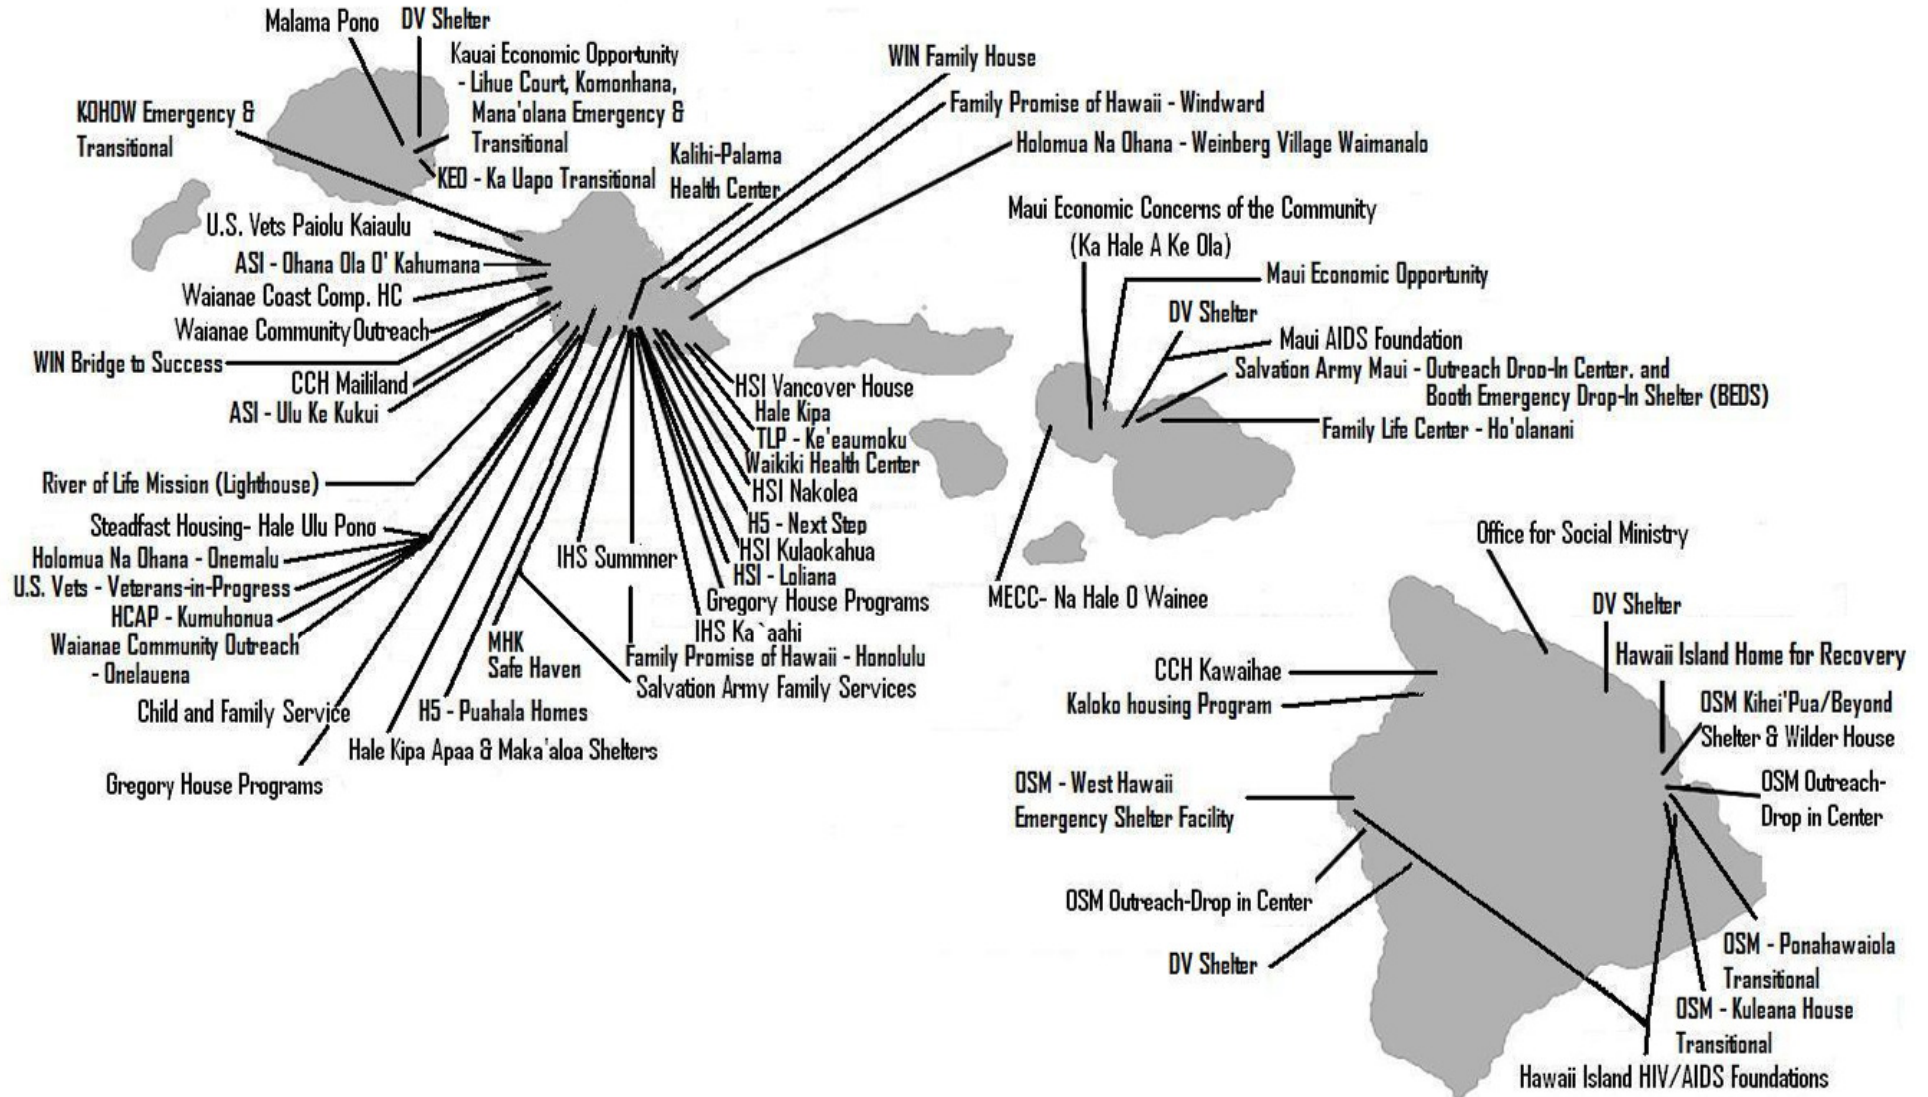 Malama Pono
DV Shelter
Kauai Economic Opportunity
- Lihue Court, Komonhana,
Mana'olana Emergency &
Transitional
KEO - Ka Uapo Transitional
KOHOW Emergency &
Transitional
Kalihi-Palama
Health Center
WIN Family House
Family Promise of Hawaii - Windward
Holomua Na Ohana - Weinberg Village Waimanalo
U.S. Vets Paiolu Kaiaulu
ASI - Ohana Ola O' Kahumana
Waianae Coast Comp. HC
Waianae Community Outreach
WIN Bridge to Success
CCH Maililand
ASI - Ulu Ke Kukui
River of Life Mission (Lighthouse)
Steadfast Housing- Hale Ulu Pono
Holomua Na Ohana - Onemalu
U.S. Vets - Veterans-in-Progress
HCAP - Kumuhonua
Waianae Community Outreach
- Onelauena
Child and Family Service
Gregory House Programs
Hale Kipa Apaa & Maka'aloa Shelters
H5 - Puahala Homes
MHK
Safe Haven
IHS Summner
Family Promise of Hawaii - Honolulu
Salvation Army Family Services
HSI Vancover House
Hale Kipa
TLP - Ke'eaumoku
Waikiki Health Center
HSI Nakolea
H5 - Next Step
HSI Kulaokahua
HSI - Loliana
Gregory House Programs
IHS Ka`aahi
Maui Economic Concerns of the Community
(Ka Hale A Ke Ola)
Maui Economic Opportunity
DV Shelter
Maui AIDS Foundation
Salvation Army Maui - Outreach Drop-In Center. and
Booth Emergency Drop-In Shelter (BEDS)
Family Life Center - Ho'olanani
MECC- Na Hale O Wainee
Office for Social Ministry
DV Shelter
Hawaii Island Home for Recovery
OSM Kihei'Pua/Beyond
Shelter & Wilder House
OSM Outreach-
Drop in Center
CCH Kawaihae
Kaloko housing Program
OSM - West Hawaii
Emergency Shelter Facility
OSM Outreach-Drop in Center
DV Shelter
OSM - Ponahawaiola
Transitional
OSM - Kuleana House
Transitional
Hawaii Island HIV/AIDS Foundations